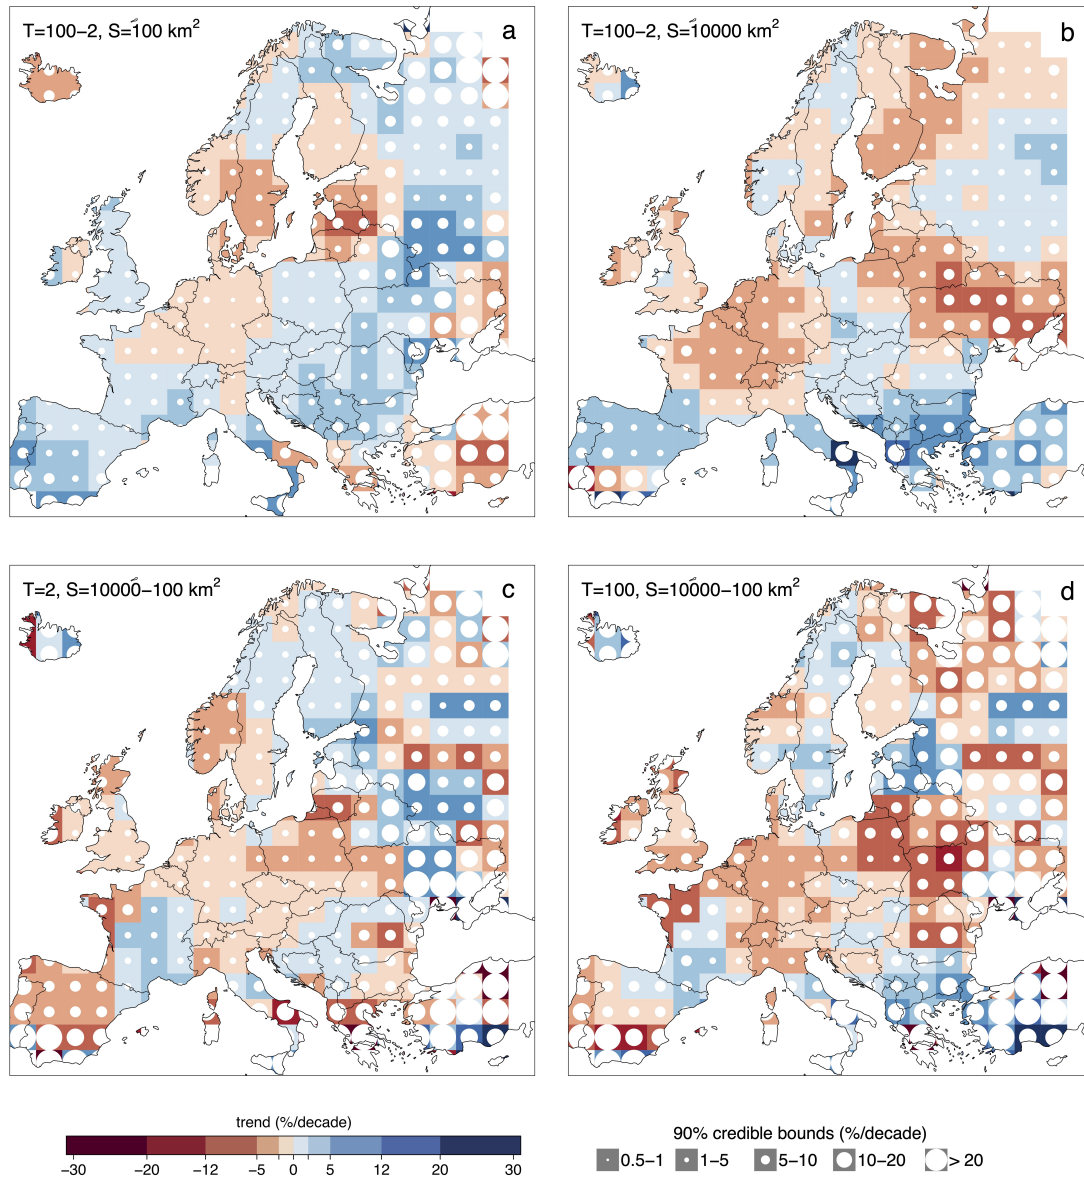 T=100−2, S=100 km²
a
T=100−2, S=10000 km²
b
T=2, S=10000−100 km²
c
T=100, S=10000−100 km²
d
trend (%/decade)
−30 −20 −12 −5 0 5 12 20 30
90% credible bounds (%/decade)
0.5−1 1−5 5−10 10−20 > 20